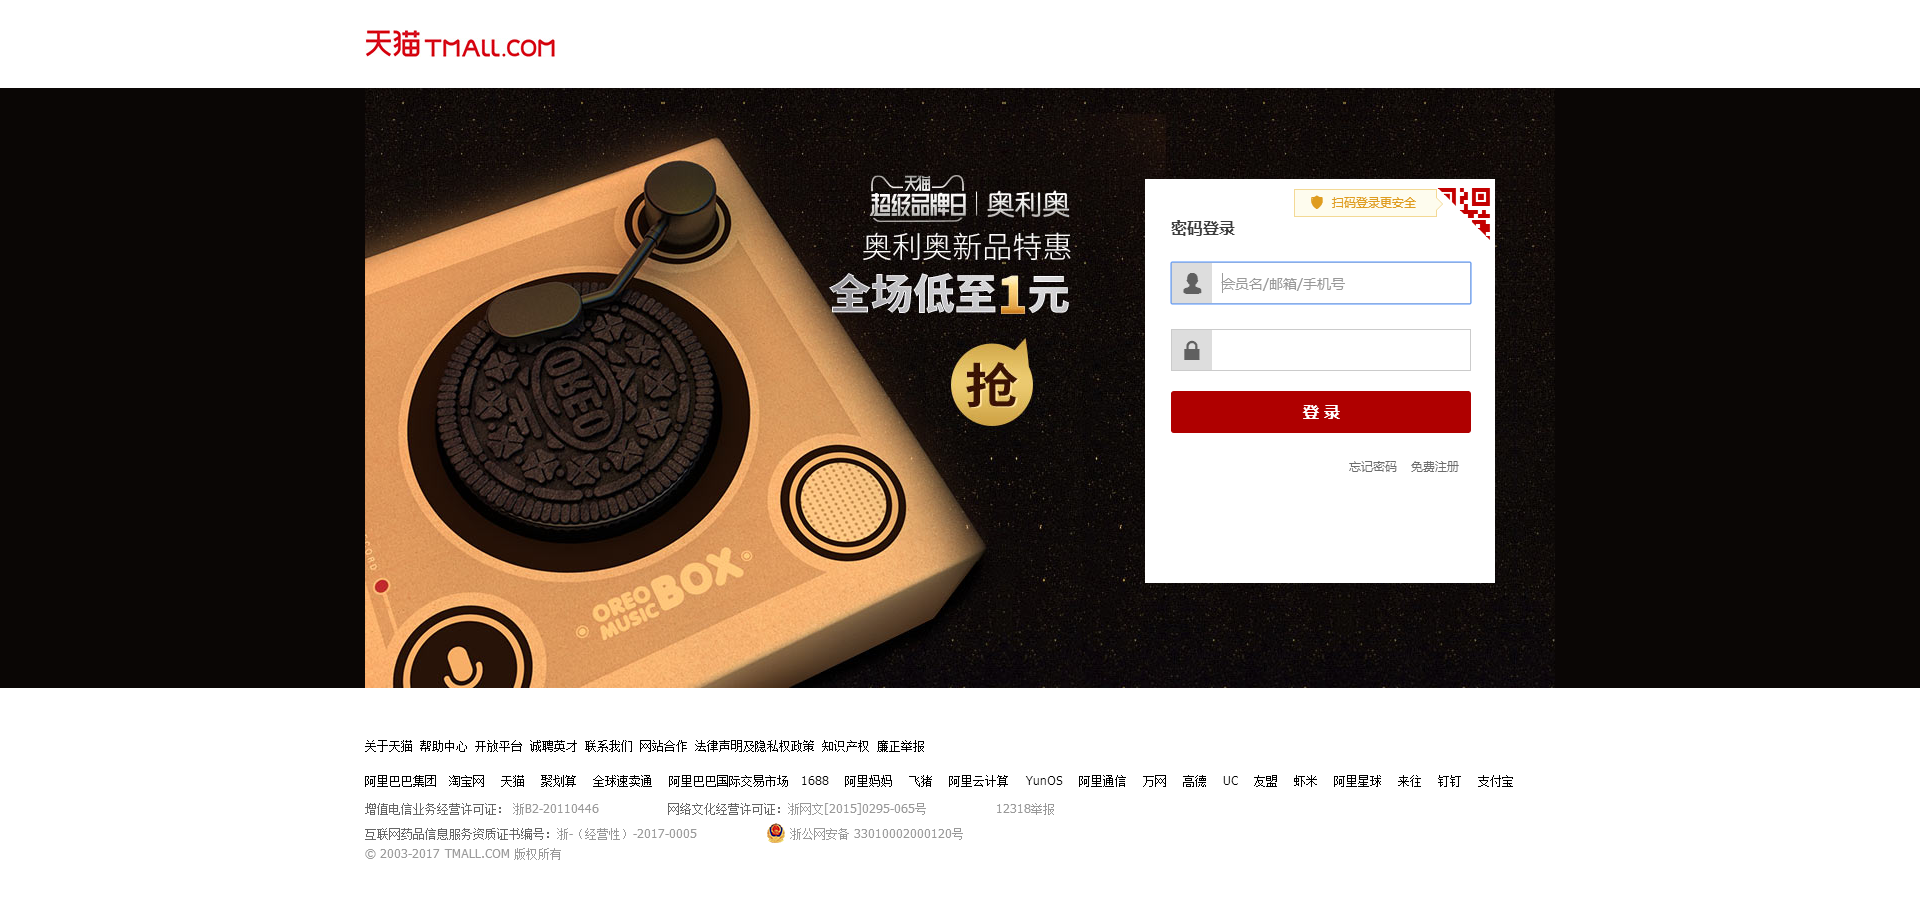 天猫 TMALL.COM
天猫
超级品牌日 奥利奥
奥利奥新品特惠
全场低至1元
抢
OREO
OREO
MUSIC
BOX
扫码登录更安全
密码登录
会员名/邮箱/手机号
登 录
忘记密码 免费注册
关于天猫 帮助中心 开放平台 诚聘英才 联系我们 网站合作 法律声明及隐私权政策 知识产权 廉正举报
阿里巴巴集团 淘宝网 天猫 聚划算 全球速卖通 阿里巴巴国际交易市场 1688 阿里妈妈 飞猪 阿里云计算 YunOS 阿里通信 万网 高德 UC 友盟 虾米 阿里星球 来往 钉钉 支付宝
增值电信业务经营许可证： 浙B2-20110446 网络文化经营许可证：浙网文[2015]0295-065号 12318举报
互联网药品信息服务资质证书编号：浙-（经营性）-2017-0005 浙公网安备 33010002000120号
© 2003-2017 TMALL.COM 版权所有